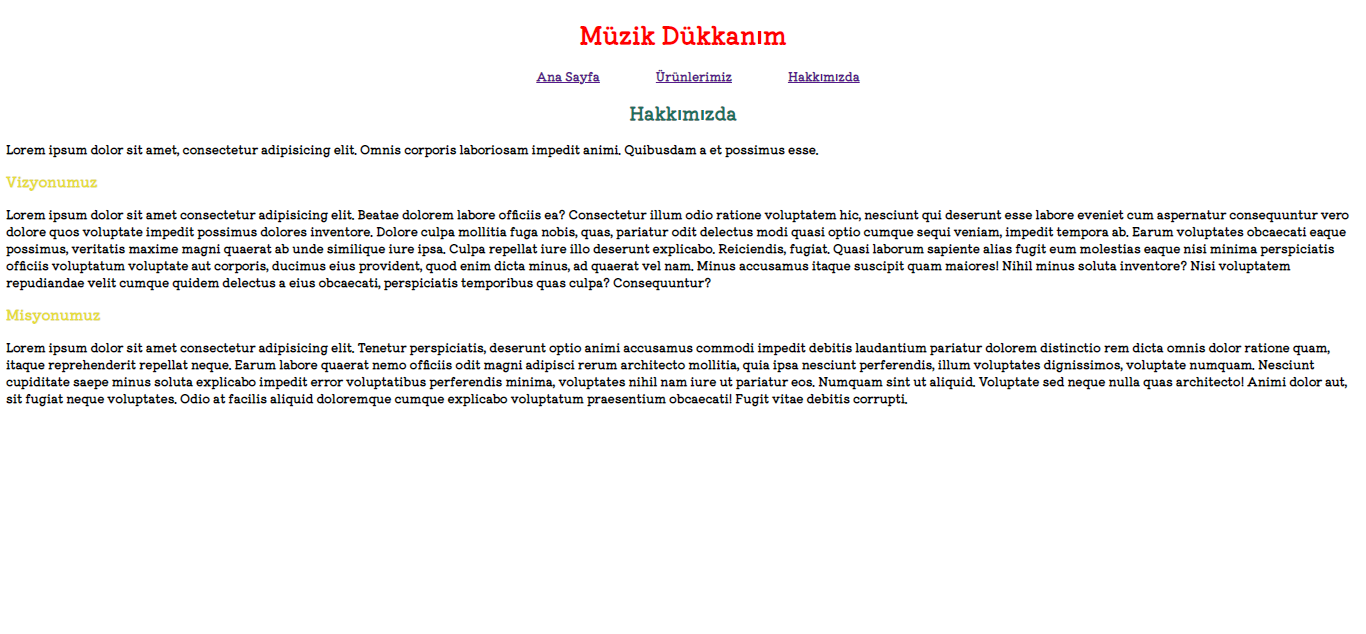 Müzik Dükkanım
Ana Sayfa Ürünlerimiz Hakkımızda
Hakkımızda
Lorem ipsum dolor sit amet, consectetur adipisicing elit. Omnis corporis laboriosam impedit animi. Quibusdam a et possimus esse.
Vizyonumuz
Lorem ipsum dolor sit amet consectetur adipisicing elit. Beatae dolorem labore officiis ea? Consectetur illum odio ratione voluptatem hic, nesciunt qui deserunt esse labore eveniet cum aspernatur consequuntur vero
dolore quos voluptate impedit possimus dolores inventore. Dolore culpa mollitia fuga nobis, quas, pariatur odit delectus modi quasi optio cumque sequi veniam, impedit tempora ab. Earum voluptates obcaecati eaque
possimus, veritatis maxime magni quaerat ab unde similique iure ipsa. Culpa repellat iure illo deserunt explicabo. Reiciendis, fugiat. Quasi laborum sapiente alias fugit eum molestias eaque nisi minima perspiciatis
officiis voluptatum voluptate aut corporis, ducimus eius provident, quod enim dicta minus, ad quaerat vel nam. Minus accusamus itaque suscipit quam maiores! Nihil minus soluta inventore? Nisi voluptatem
repudiandae velit cumque quidem delectus a eius obcaecati, perspiciatis temporibus quas culpa? Consequuntur?
Misyonumuz
Lorem ipsum dolor sit amet consectetur adipisicing elit. Tenetur perspiciatis, deserunt optio animi accusamus commodi impedit debitis laudantium pariatur dolorem distinctio rem dicta omnis dolor ratione quam,
itaque reprehenderit repellat neque. Earum labore quaerat nemo officiis odit magni adipisci rerum architecto mollitia, quia ipsa nesciunt perferendis, illum voluptates dignissimos, voluptate numquam. Nesciunt
cupiditate saepe minus soluta explicabo impedit error voluptatibus perferendis minima, voluptates nihil nam iure ut pariatur eos. Numquam sint ut aliquid. Voluptate sed neque nulla quas architecto! Animi dolor aut,
sit fugiat neque voluptates. Odio at facilis aliquid doloremque cumque explicabo voluptatum praesentium obcaecati! Fugit vitae debitis corrupti.